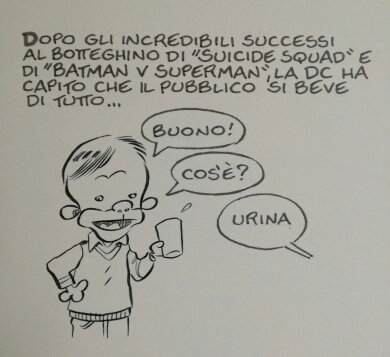 DOPO GLI INCREDIBILI SUCCESSI
AL BOTTEGHINO DI "SUICIDE SQUAD" E
DI "BATMAN V SUPERMAN", LA DC HA
CAPITO CHE IL PUBBLICO SI BEVE
DI TUTTO...
BUONO!
COS'È?
URINA